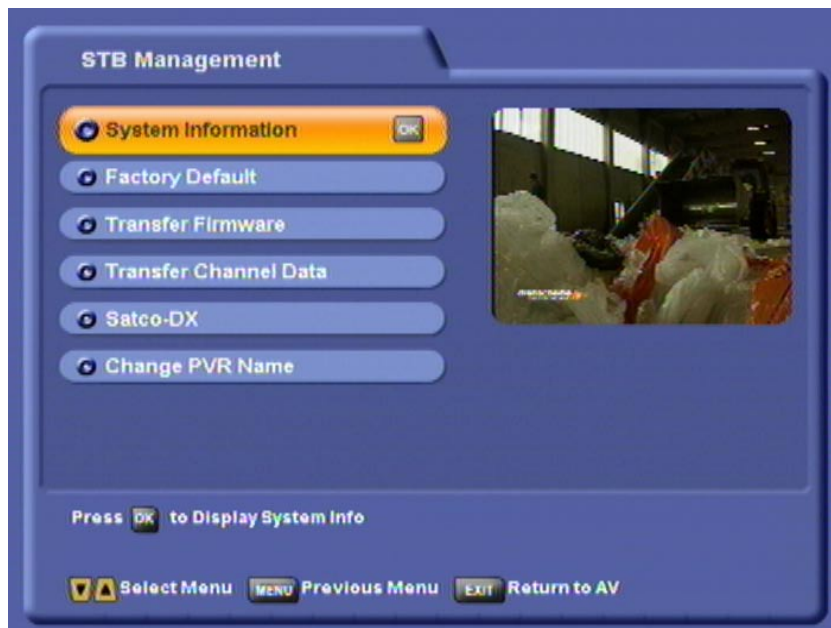 STB Management
System Information OK
Factory Default
Transfer Firmware
Transfer Channel Data
Satco-DX
Change PVR Name
Press OK to Display System Info
Select Menu MENU Previous Menu EXIT Return to AV